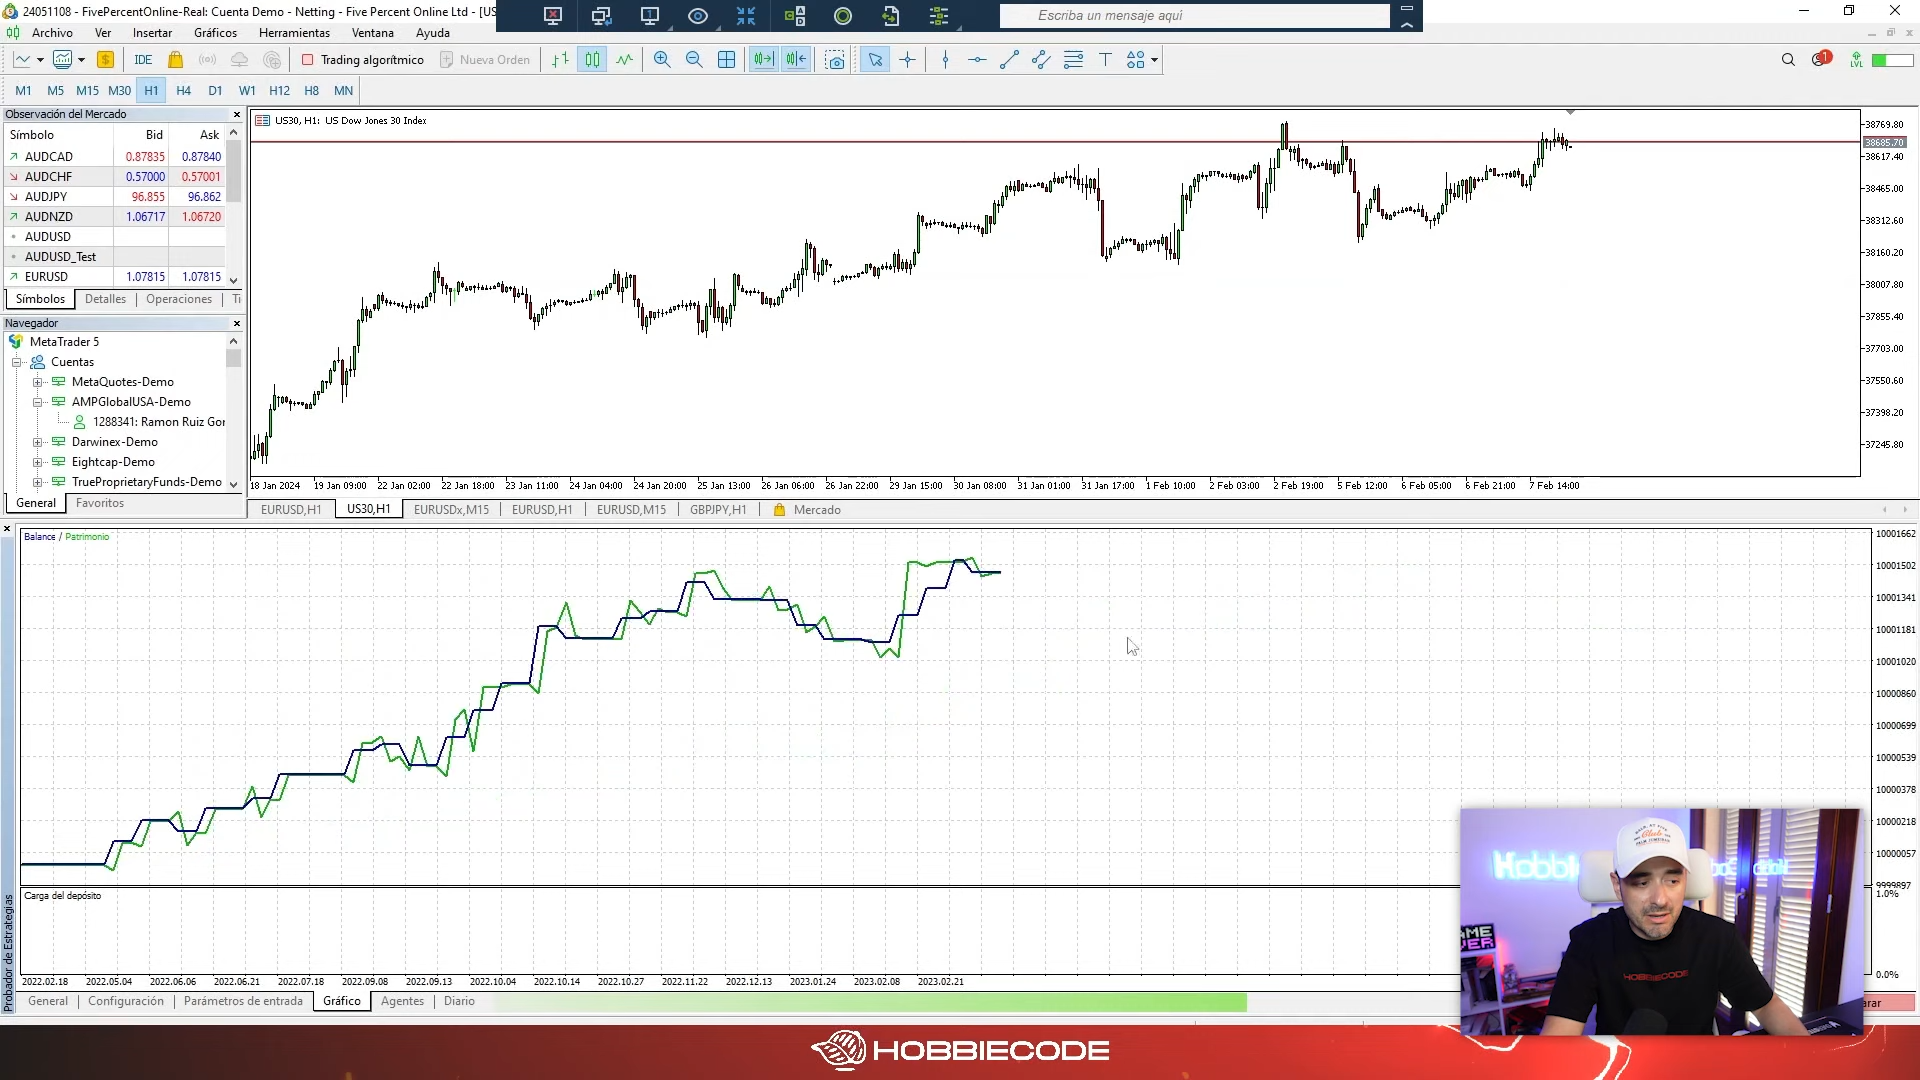 24051108 - FivePercentOnline-Real: Cuenta Demo - Netting - Five Percent Online Ltd - [US
Escriba un mensaje aquí
Archivo Ver Insertar Gráficos Herramientas Ventana Ayuda
IDE Trading algorítmico Nueva Orden
M1 M5 M15 M30 H1 H4 D1 W1 H12 H8 MN
Observación del Mercado
Símbolo Bid Ask
AUDCAD 0.87835 0.87840
AUDCHF 0.57000 0.57001
AUDJPY 96.855 96.862
AUDNZD 1.06717 1.06720
AUDUSD
AUDUSD_Test
EURUSD 1.07815 1.07815
Símbolos Detalles Operaciones Ti
Navegador
MetaTrader 5
Cuentas
MetaQuotes-Demo
AMPGlobalUSA-Demo
1288341: Ramon Ruiz Gor
Darwinex-Demo
Eightcap-Demo
TrueProprietaryFunds-Demo
General Favoritos
US30, H1: US Dow Jones 30 Index
38769.80
38685.70
38617.40
38465.00
38312.60
38160.20
38007.80
37855.40
37703.00
37550.60
37398.20
37245.80
18 Jan 2024 19 Jan 09:00 22 Jan 02:00 22 Jan 18:00 23 Jan 11:00 24 Jan 04:00 24 Jan 20:00 25 Jan 13:00 26 Jan 06:00 26 Jan 22:00 29 Jan 15:00 30 Jan 08:00 31 Jan 01:00 31 Jan 17:00 1 Feb 10:00 2 Feb 03:00 2 Feb 19:00 5 Feb 12:00 6 Feb 05:00 6 Feb 21:00 7 Feb 14:00
EURUSD,H1 US30,H1 EURUSDx,M15 EURUSD,H1 EURUSD,M15 GBPJPY,H1 Mercado
Balance / Patrimonio
10001662
10001502
10001341
10001181
10001020
10000860
10000699
10000539
10000378
10000218
10000057
9999897
Carga del depósito
1.0%
0.0%
2022.02.18 2022.05.04 2022.06.06 2022.06.21 2022.07.18 2022.09.08 2022.09.13 2022.10.04 2022.10.14 2022.10.27 2022.11.22 2022.12.13 2023.01.24 2023.02.08 2023.02.21
Probador de Estrategias
General Configuración Parámetros de entrada Gráfico Agentes Diario
arar
HOBBIECODE
Hobbi
HOBBIECODE